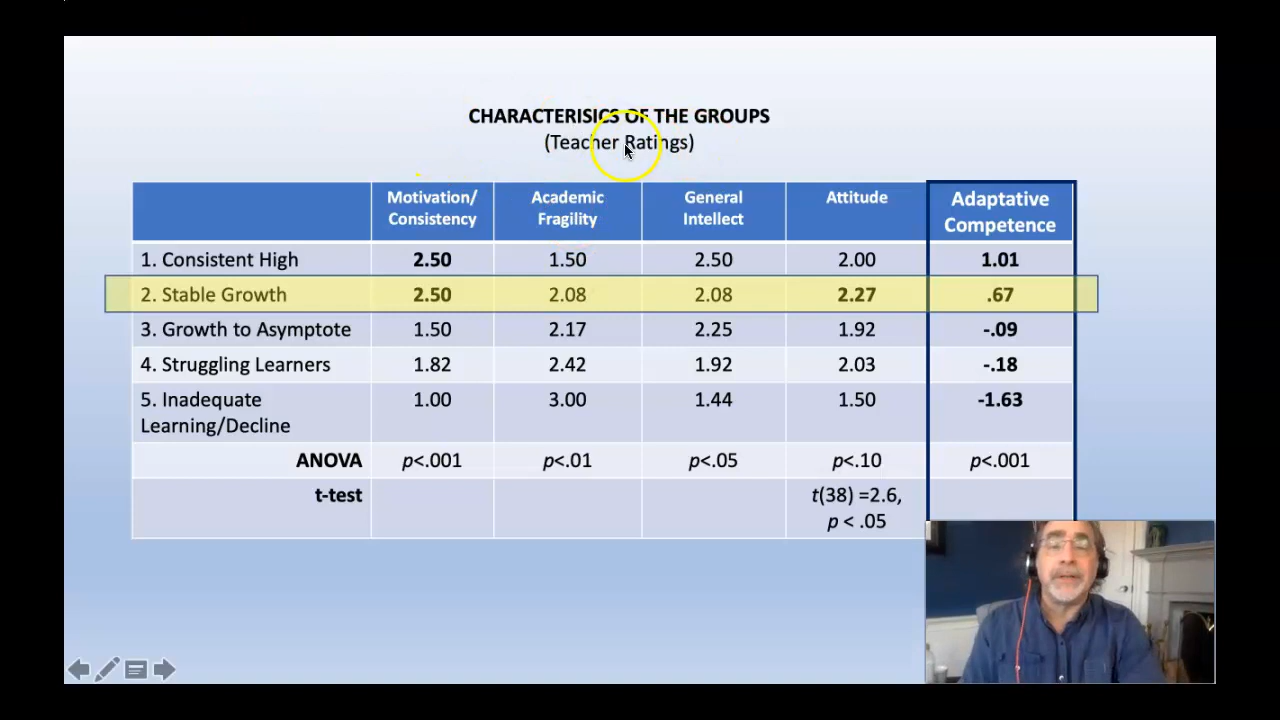 CHARACTERISICS OF THE GROUPS
(Teacher Ratings)
Motivation/ Consistency Academic Fragility General Intellect Attitude Adaptative Competence
1. Consistent High 2.50 1.50 2.50 2.00 1.01
2. Stable Growth 2.50 2.08 2.08 2.27 .67
3. Growth to Asymptote 1.50 2.17 2.25 1.92 -.09
4. Struggling Learners 1.82 2.42 1.92 2.03 -.18
5. Inadequate 1.00 3.00 1.44 1.50 -1.63
Learning/Decline
ANOVA p<.001 p<.01 p<.05 p<.10 p<.001
t-test t(38) =2.6,
p < .05